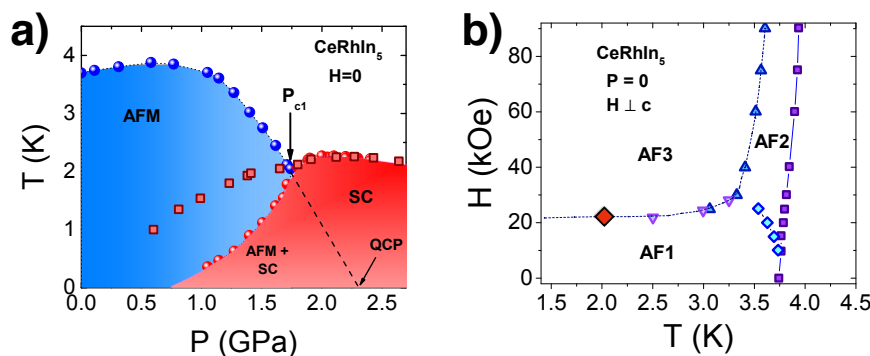 a)
CeRhIn5
H=0
Pc1
AFM
SC
AFM +
SC
QCP
T (K)
4
3
2
1
0
0.0 0.5 1.0 1.5 2.0 2.5
P (GPa)
b)
CeRhIn5
P = 0
H ⊥ c
AF3
AF2
AF1
H (kOe)
80
60
40
20
0
1.5 2.0 2.5 3.0 3.5 4.0 4.5
T (K)